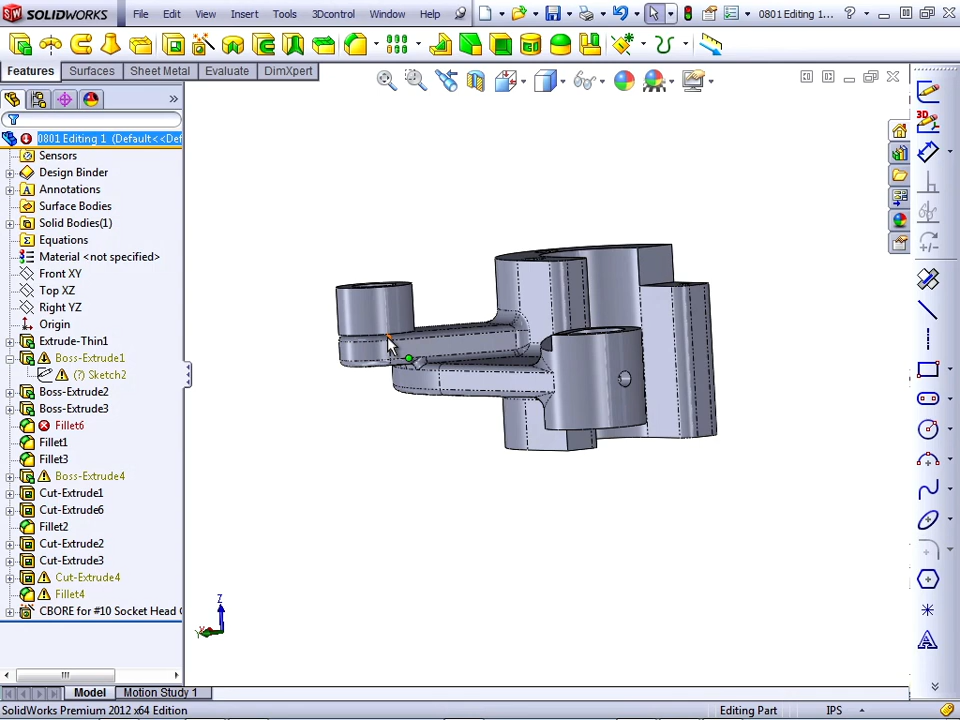 SOLIDWORKS File Edit View Insert Tools 3Dcontrol Window Help 0801 Editing 1...
Features Surfaces Sheet Metal Evaluate DimXpert
0801 Editing 1 (Default<<Def
Sensors
Design Binder
Annotations
Surface Bodies
Solid Bodies(1)
Equations
Material <not specified>
Front XY
Top XZ
Right YZ
Origin
Extrude-Thin1
Boss-Extrude1
(?) Sketch2
Boss-Extrude2
Boss-Extrude3
Fillet6
Fillet1
Fillet3
Boss-Extrude4
Cut-Extrude1
Cut-Extrude6
Fillet2
Cut-Extrude2
Cut-Extrude3
Cut-Extrude4
Fillet4
CBORE for #10 Socket Head C
Z
3D
Model Motion Study 1
SolidWorks Premium 2012 x64 Edition Editing Part IPS